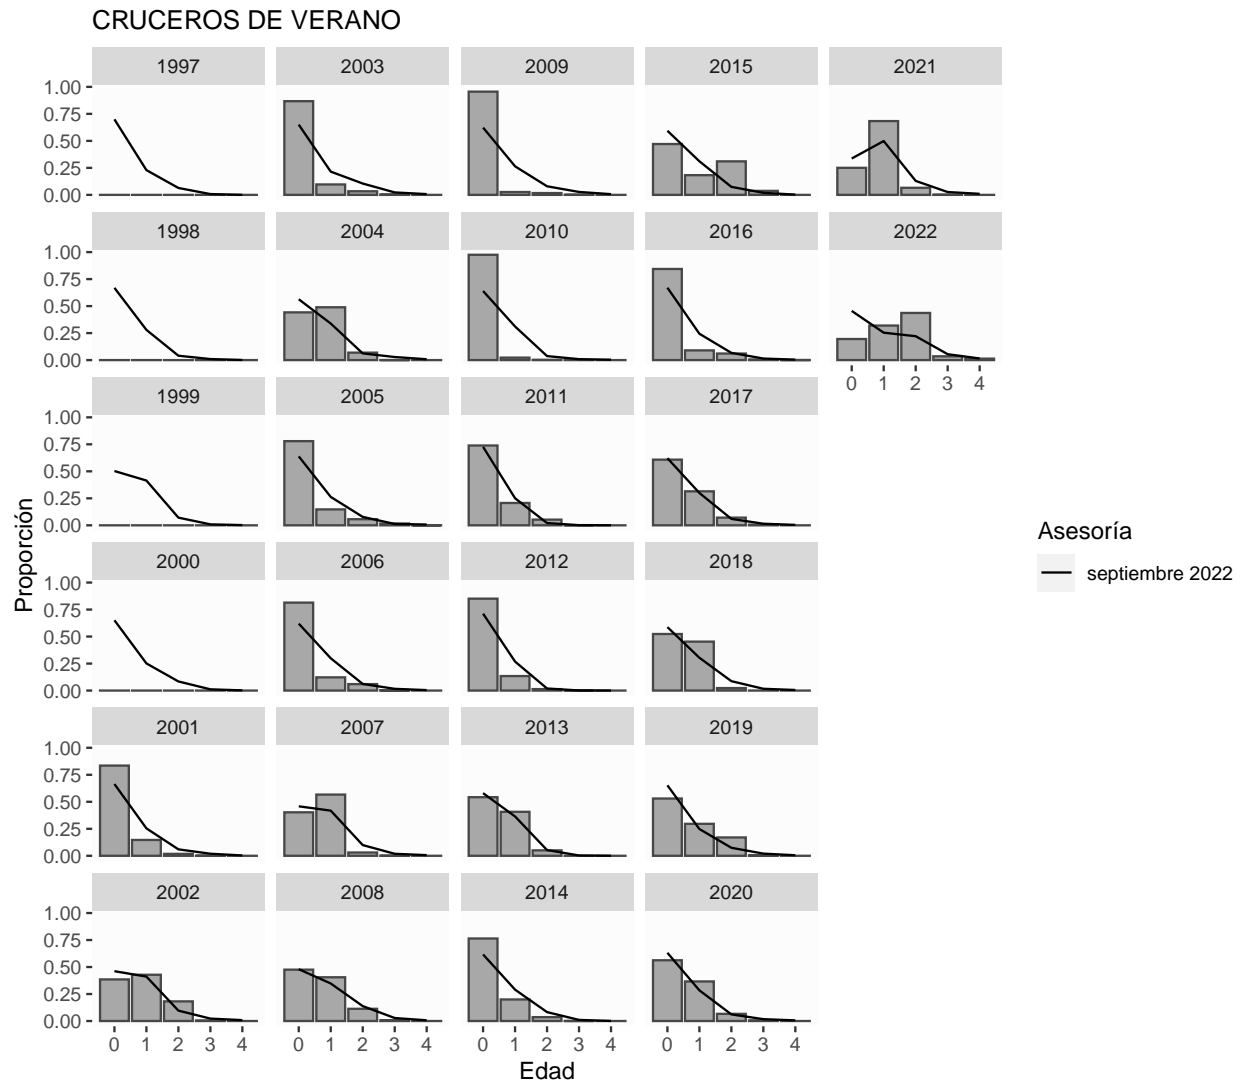 CRUCEROS DE VERANO
1997 2003 2009 2015 2021
1.00
0.75
0.50
0.25
0.00
1998 2004 2010 2016 2022
1.00
0.75
0.50
0.25
0.00
0 1 2 3 4
1999 2005 2011 2017
1.00
0.75
0.50
0.25
0.00
Proporción
Asesoría
septiembre 2022
2000 2006 2012 2018
1.00
0.75
0.50
0.25
0.00
2001 2007 2013 2019
1.00
0.75
0.50
0.25
0.00
2002 2008 2014 2020
1.00
0.75
0.50
0.25
0.00
0 1 2 3 4 0 1 2 3 4 0 1 2 3 4 0 1 2 3 4
Edad